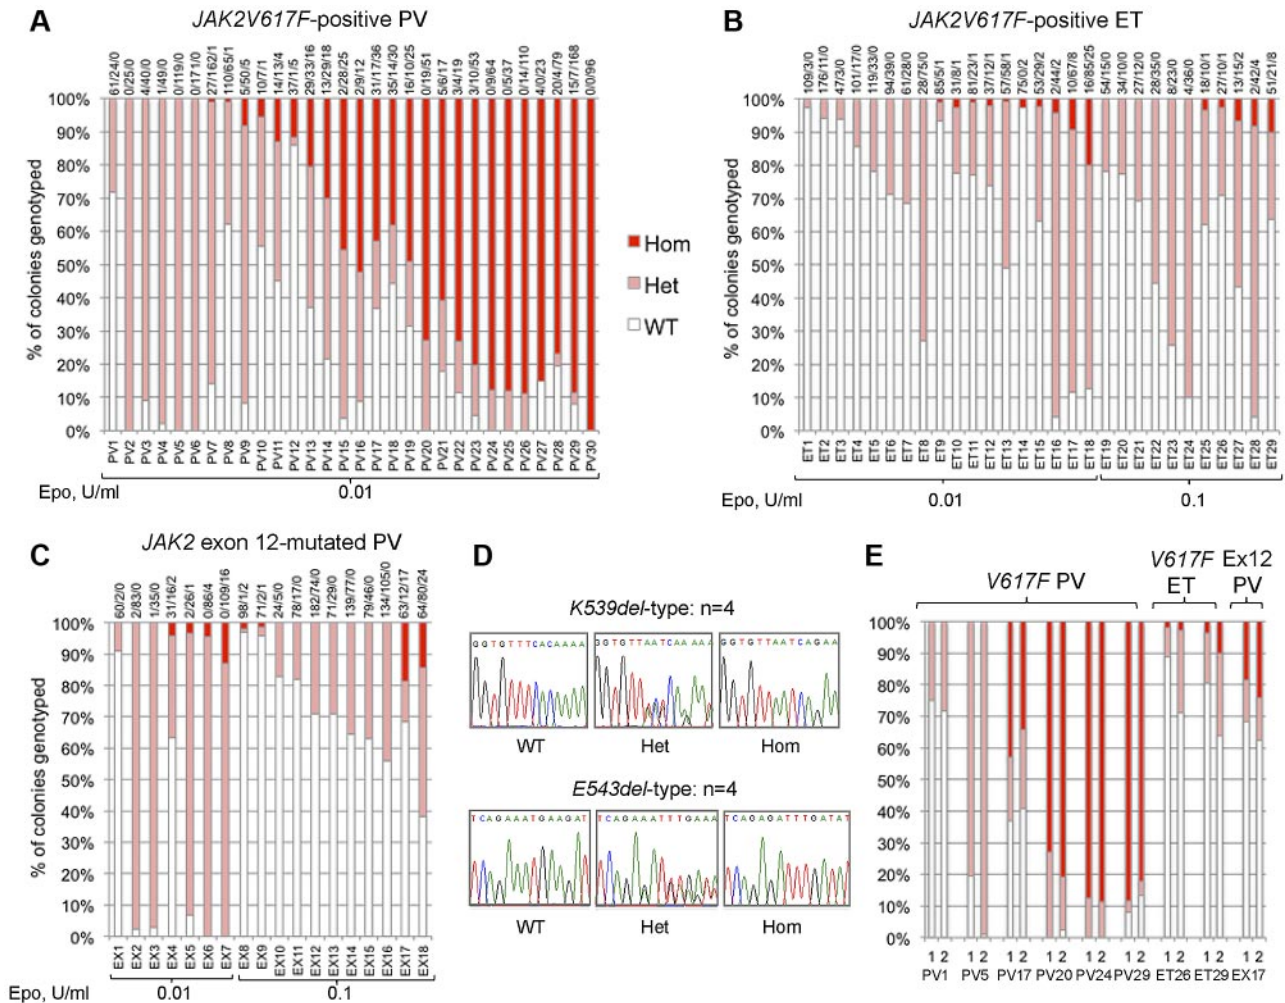 A
JAK2V617F-positive PV
61/24/0 0/25/0 4/40/0 1/49/0 0/119/0 0/171/0 27/162/1 110/65/1 5/50/5 10/7/1 14/13/4 37/1/5 29/33/16 13/29/18 2/28/25 2/9/12 31/17/36 35/14/30 16/10/25 0/19/51 5/6/17 3/4/19 3/10/53 0/9/64 0/5/37 0/14/110 4/0/23 20/4/79 15/7/168 0/0/96
% of colonies genotyped
100%
90%
80%
70%
60%
50%
40%
30%
20%
10%
0%
PV1 PV2 PV3 PV4 PV5 PV6 PV7 PV8 PV9 PV10 PV11 PV12 PV13 PV14 PV15 PV16 PV17 PV18 PV19 PV20 PV21 PV22 PV23 PV24 PV25 PV26 PV27 PV28 PV29 PV30
Epo, U/ml 0.01
Hom
Het
WT
B
JAK2V617F-positive ET
109/3/0 176/11/0 47/3/0 101/17/0 119/33/0 94/39/0 61/28/0 28/75/0 85/5/1 31/8/1 81/23/1 37/12/1 57/58/1 75/0/2 53/29/2 2/44/2 10/67/8 16/85/25 54/15/0 34/10/0 27/12/0 28/35/0 8/23/0 4/36/0 18/10/1 27/10/1 13/15/2 2/42/4 51/21/8
% of colonies genotyped
100%
90%
80%
70%
60%
50%
40%
30%
20%
10%
0%
ET1 ET2 ET3 ET4 ET5 ET6 ET7 ET8 ET9 ET10 ET11 ET12 ET13 ET14 ET15 ET16 ET17 ET18 ET19 ET20 ET21 ET22 ET23 ET24 ET25 ET26 ET27 ET28 ET29
Epo, U/ml 0.01 0.1
C
JAK2 exon 12-mutated PV
60/2/0 2/83/0 1/35/0 31/16/2 2/26/1 0/86/4 0/109/16 98/1/2 71/2/1 24/5/0 78/17/0 182/74/0 71/29/0 139/77/0 79/46/0 134/105/0 63/12/17 64/80/24
% of colonies genotyped
100%
90%
80%
70%
60%
50%
40%
30%
20%
10%
0%
EX1 EX2 EX3 EX4 EX5 EX6 EX7 EX8 EX9 EX10 EX11 EX12 EX13 EX14 EX15 EX16 EX17 EX18
Epo, U/ml 0.01 0.1
D
K539del-type: n=4
GGTGTTTCACAAAA GGTGTTAATCAAAAA GGTGTTAATCAGAA
WT Het Hom
E543del-type: n=4
TCAGAAATGAAGAT TCAGAAATTTGAAA TCAGAGATTTGATAT
WT Het Hom
E
V617F PV
V617F ET
Ex12 PV
100%
90%
80%
70%
60%
50%
40%
30%
20%
10%
0%
1 2 1 2 1 2 1 2 1 2 1 2 1 2 1 2 1 2
PV1 PV5 PV17 PV20 PV24 PV29 ET26 ET29 EX17